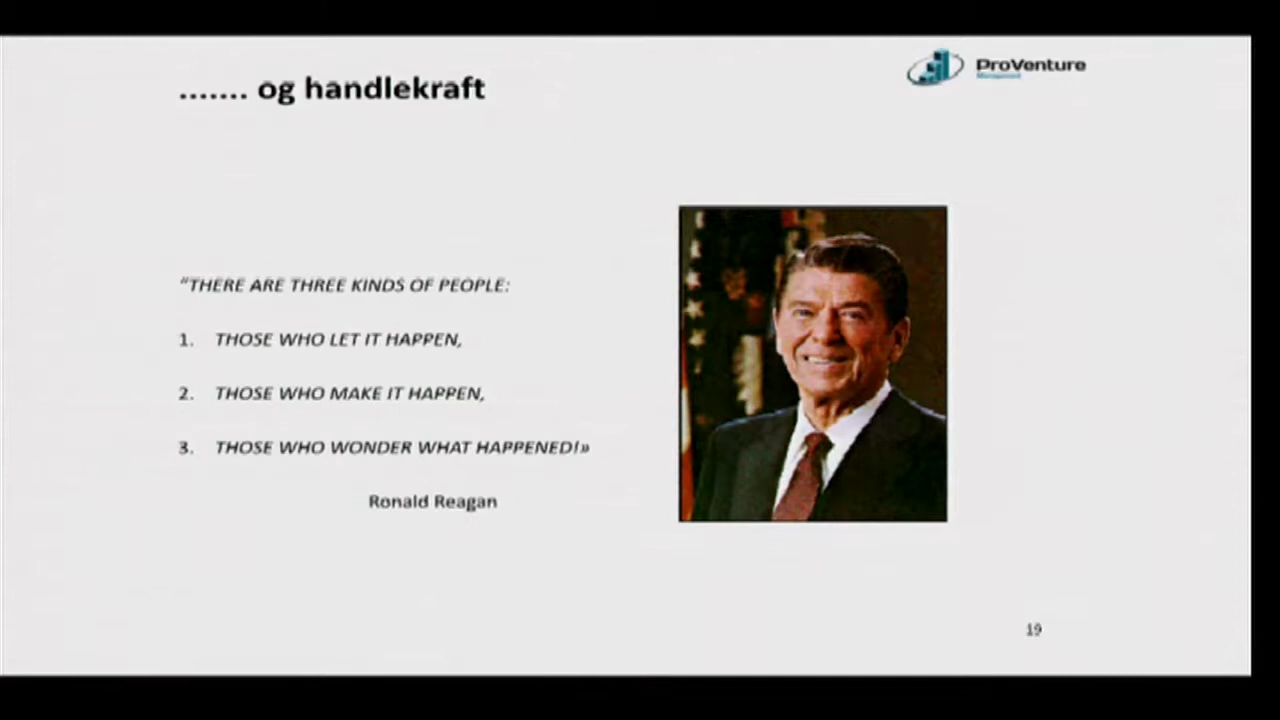 ....... og handlekraft
ProVenture
Management
“THERE ARE THREE KINDS OF PEOPLE:
1. THOSE WHO LET IT HAPPEN,
2. THOSE WHO MAKE IT HAPPEN,
3. THOSE WHO WONDER WHAT HAPPENED!»
Ronald Reagan
19